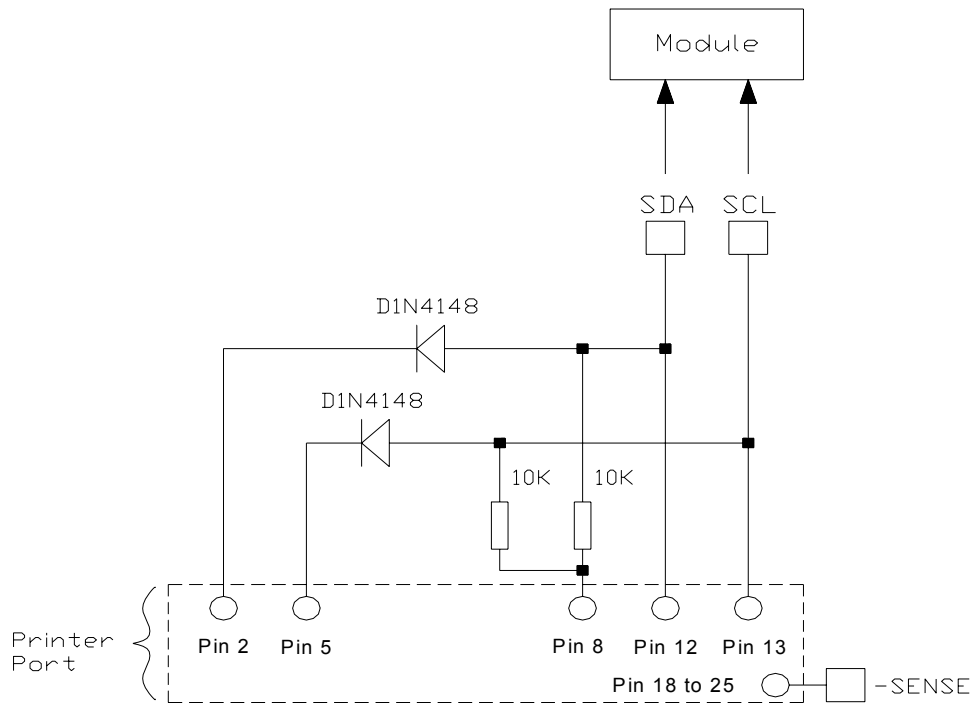 Module
SDA SCL
D1N4148
D1N4148
10K 10K
Printer
Port
Pin 2 Pin 5 Pin 8 Pin 12 Pin 13
Pin 18 to 25 -SENSE